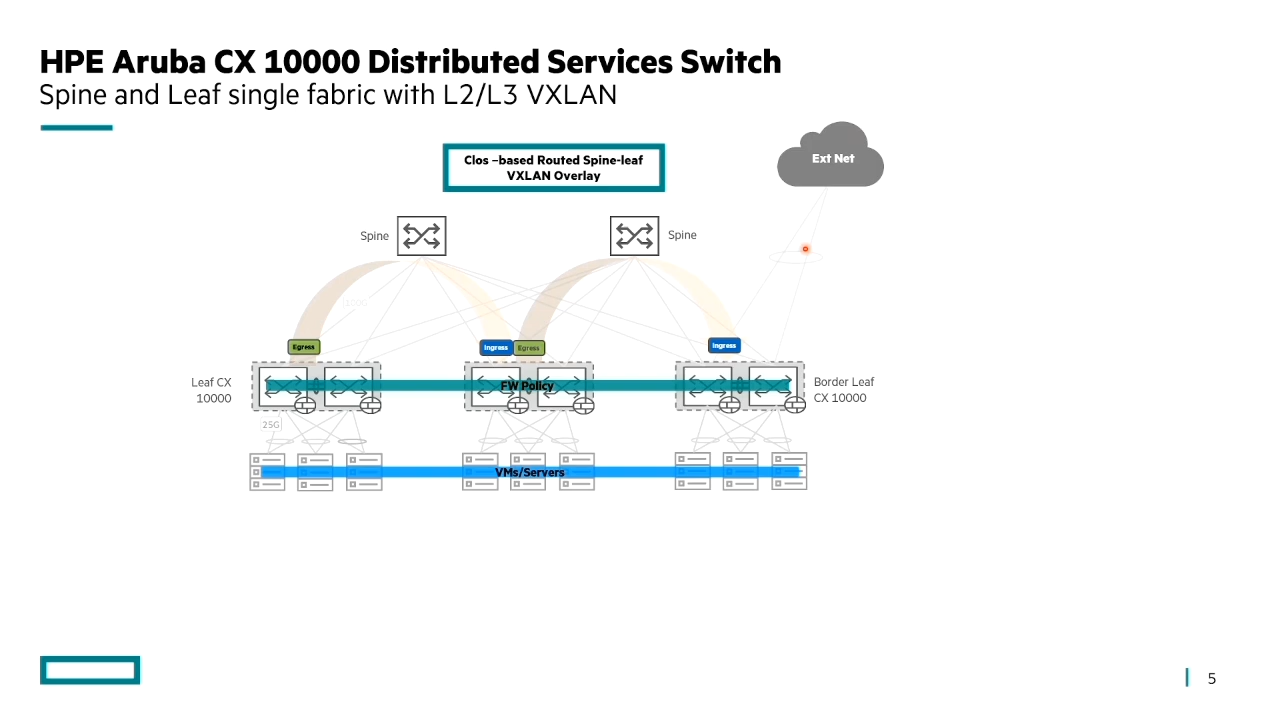 HPE Aruba CX 10000 Distributed Services Switch
Spine and Leaf single fabric with L2/L3 VXLAN
Clos –based Routed Spine-leaf
VXLAN Overlay
Ext Net
Spine
Spine
100G
Egress
Ingress
Egress
Ingress
Leaf CX
10000
FW Policy
Border Leaf
CX 10000
25G
VMs/Servers
5